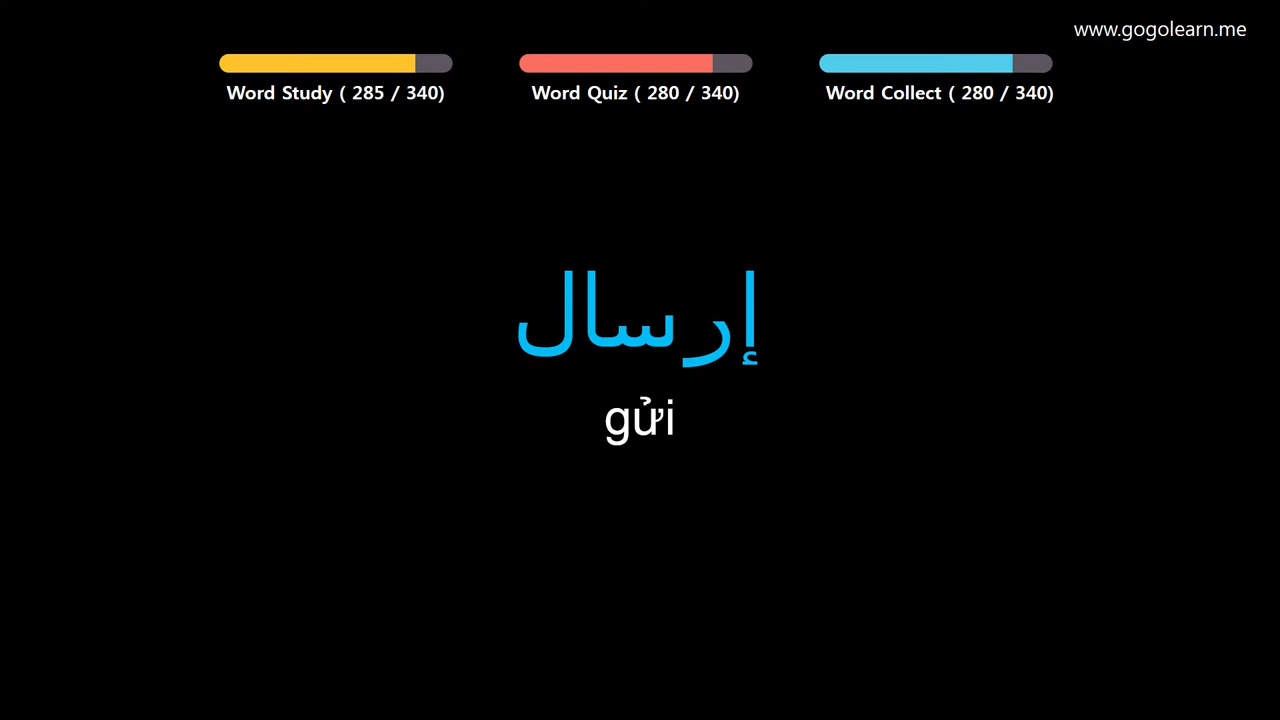 www.gogolearn.me
Word Study ( 285 / 340)
Word Quiz ( 280 / 340)
Word Collect ( 280 / 340)
إرسال
gửi